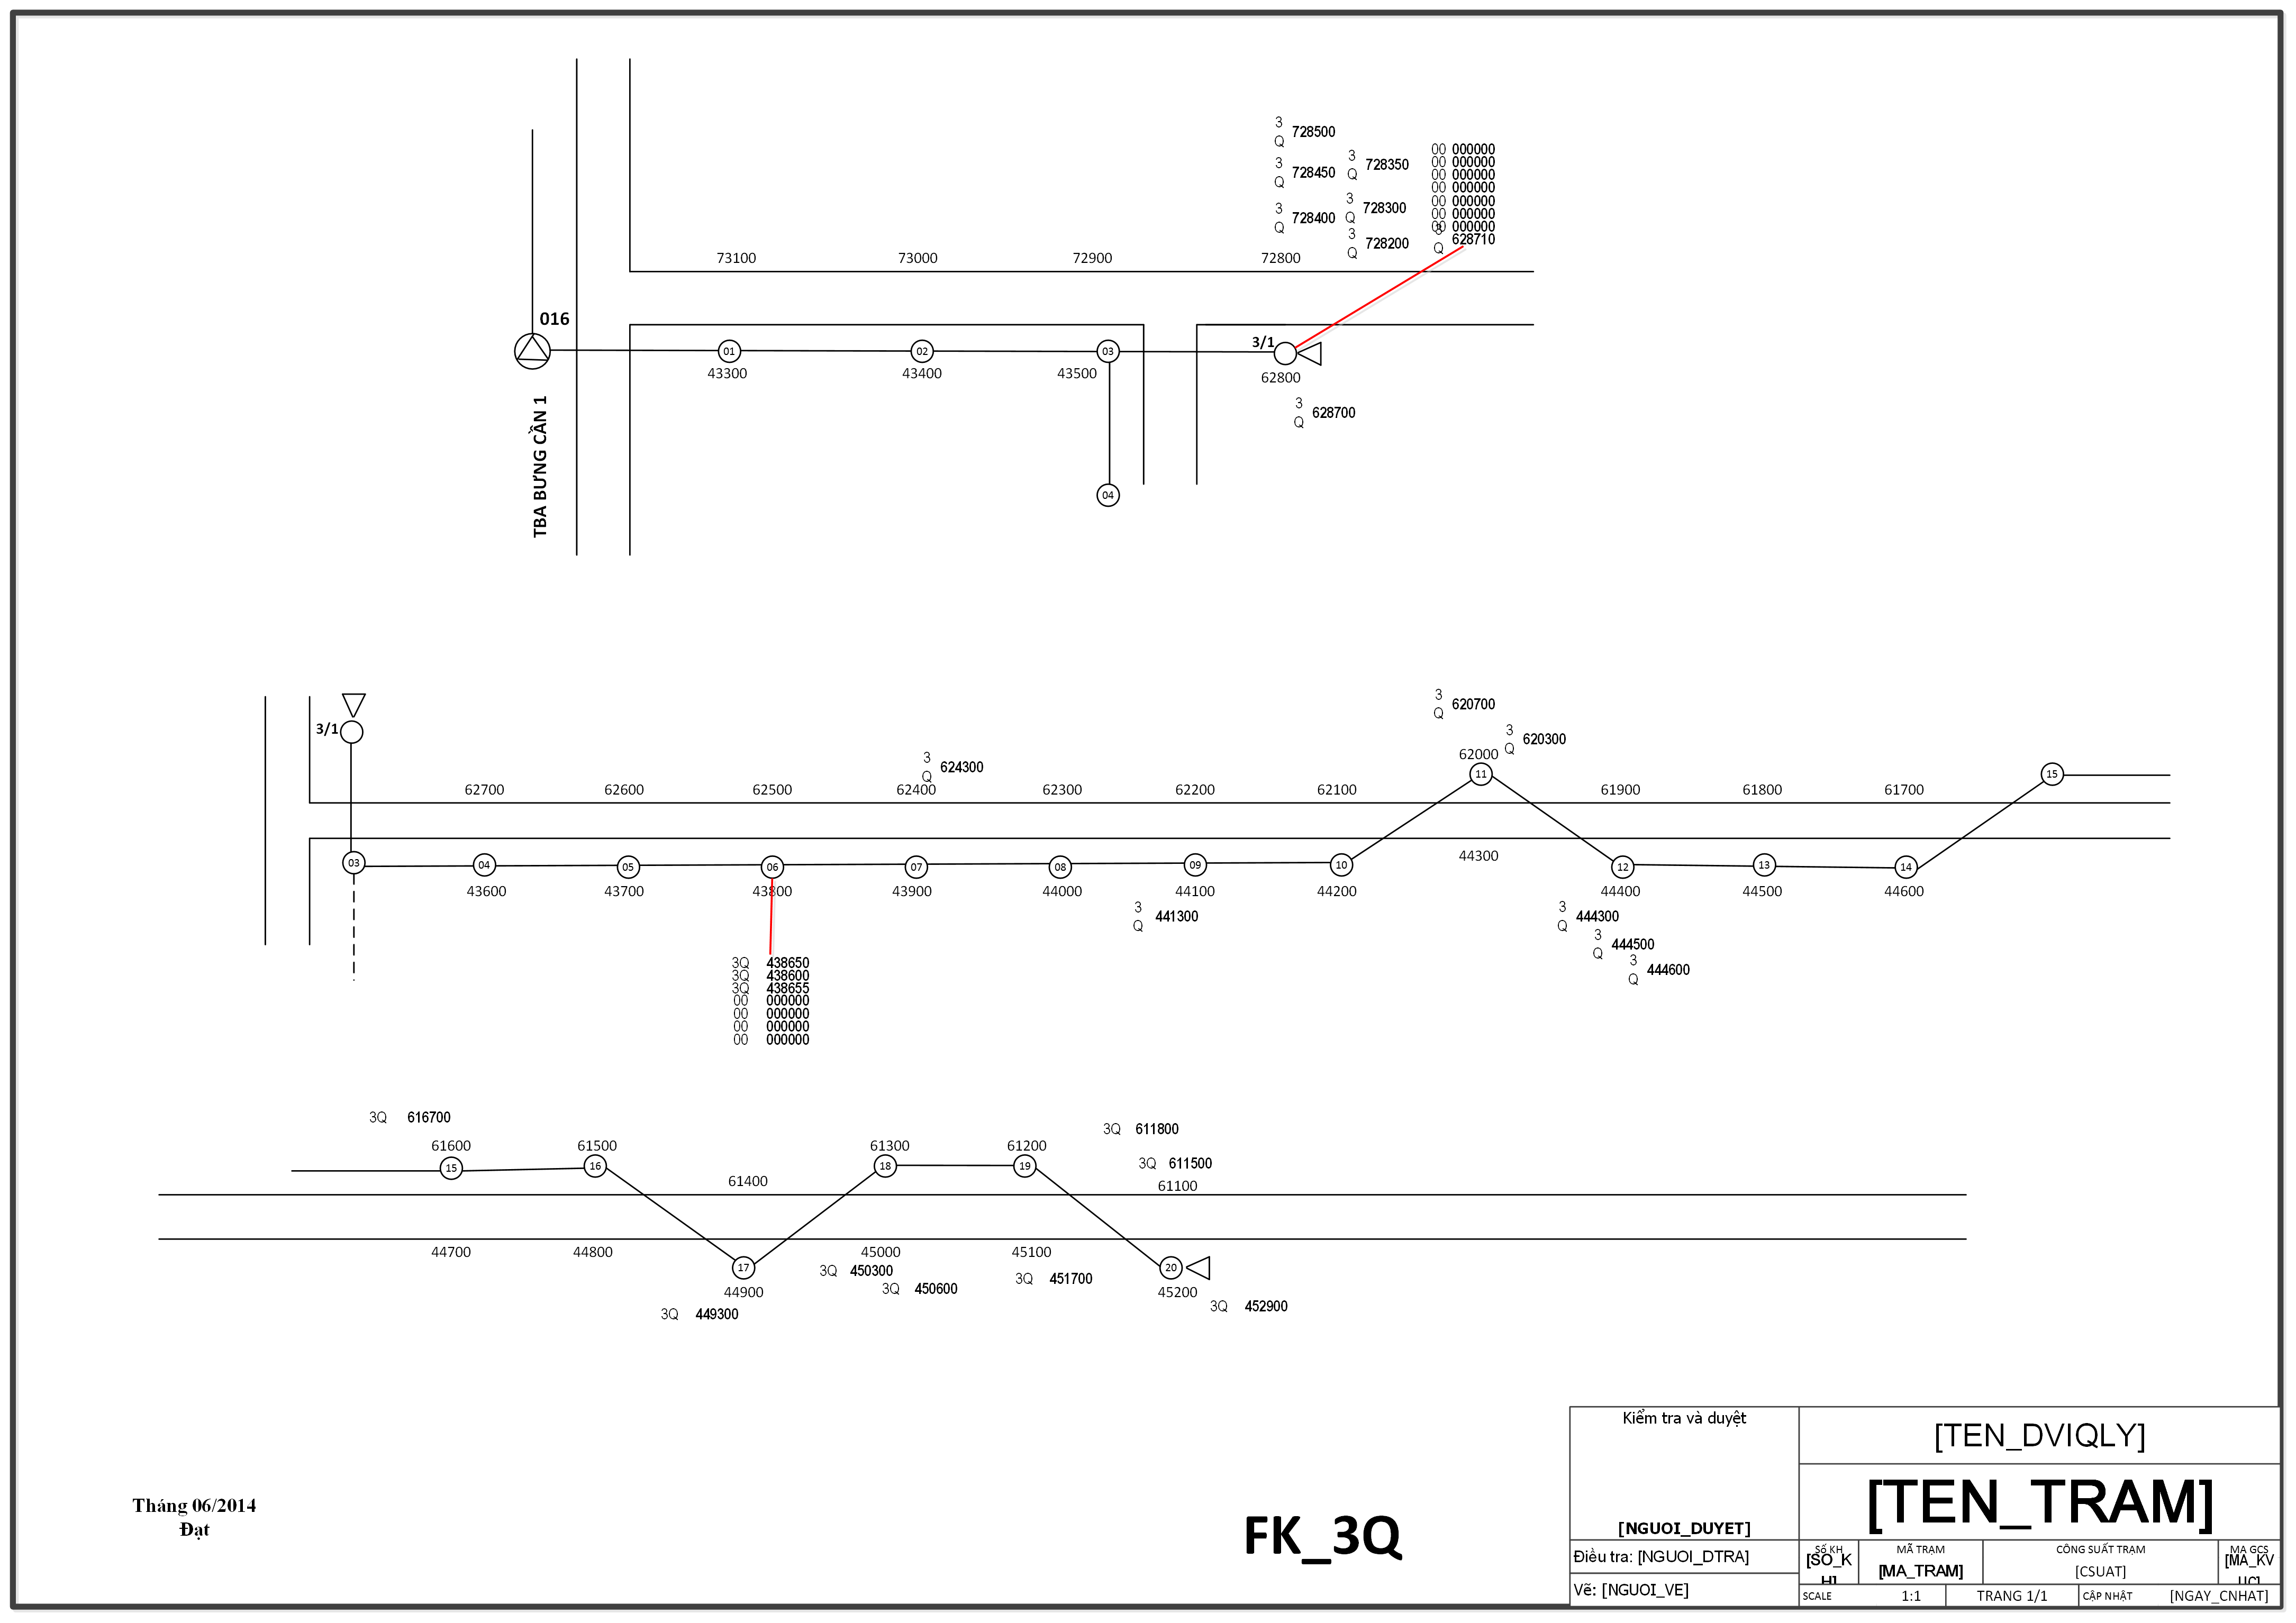 3
Q 728500
3
Q 728450
3
Q 728400
3
Q 728350
3
Q 728300
3
Q 728200
00 000000
00 000000
00 000000
00 000000
00 000000
00 000000
00 000000
3
Q 628710
73100 73000 72900 72800
016
01 02 03 3/1
43300 43400 43500 62800
3
Q 628700
TBA BƯNG CẦN 1
04
3/1
3
Q 624300
3
Q 620700
3
Q 620300
62000
11 15
62700 62600 62500 62400 62300 62200 62100 61900 61800 61700
44300
03 04 05 06 07 08 09 10 12 13 14
43600 43700 43800 43900 44000 44100 44200 44400 44500 44600
3
Q 441300
3
Q 444300
3
Q 444500
3
Q 444600
3Q 438650
3Q 438600
3Q 438655
00 000000
00 000000
00 000000
00 000000
3Q 616700
3Q 611800
61600 61500 61300 61200
3Q 611500
15 16 18 19
61400 61100
44700 44800 45000 45100
17 20
3Q 450300
3Q 450600
3Q 451700
44900 45200
3Q 449300
3Q 452900
Tháng 06/2014
Đạt
FK_3Q
Kiểm tra và duyệt
[NGUOI_DUYET]
Điều tra: [NGUOI_DTRA]
Vẽ: [NGUOI_VE]
[TEN_DVIQLY]
[TEN_TRAM]
SỐ KH MÃ TRẠM CÔNG SUẤT TRẠM MA GCS
[SO_K
H] [MA_TRAM] [CSUAT] [MA_KV
UC]
SCALE 1:1 TRANG 1/1 CẬP NHẬT [NGAY_CNHAT]